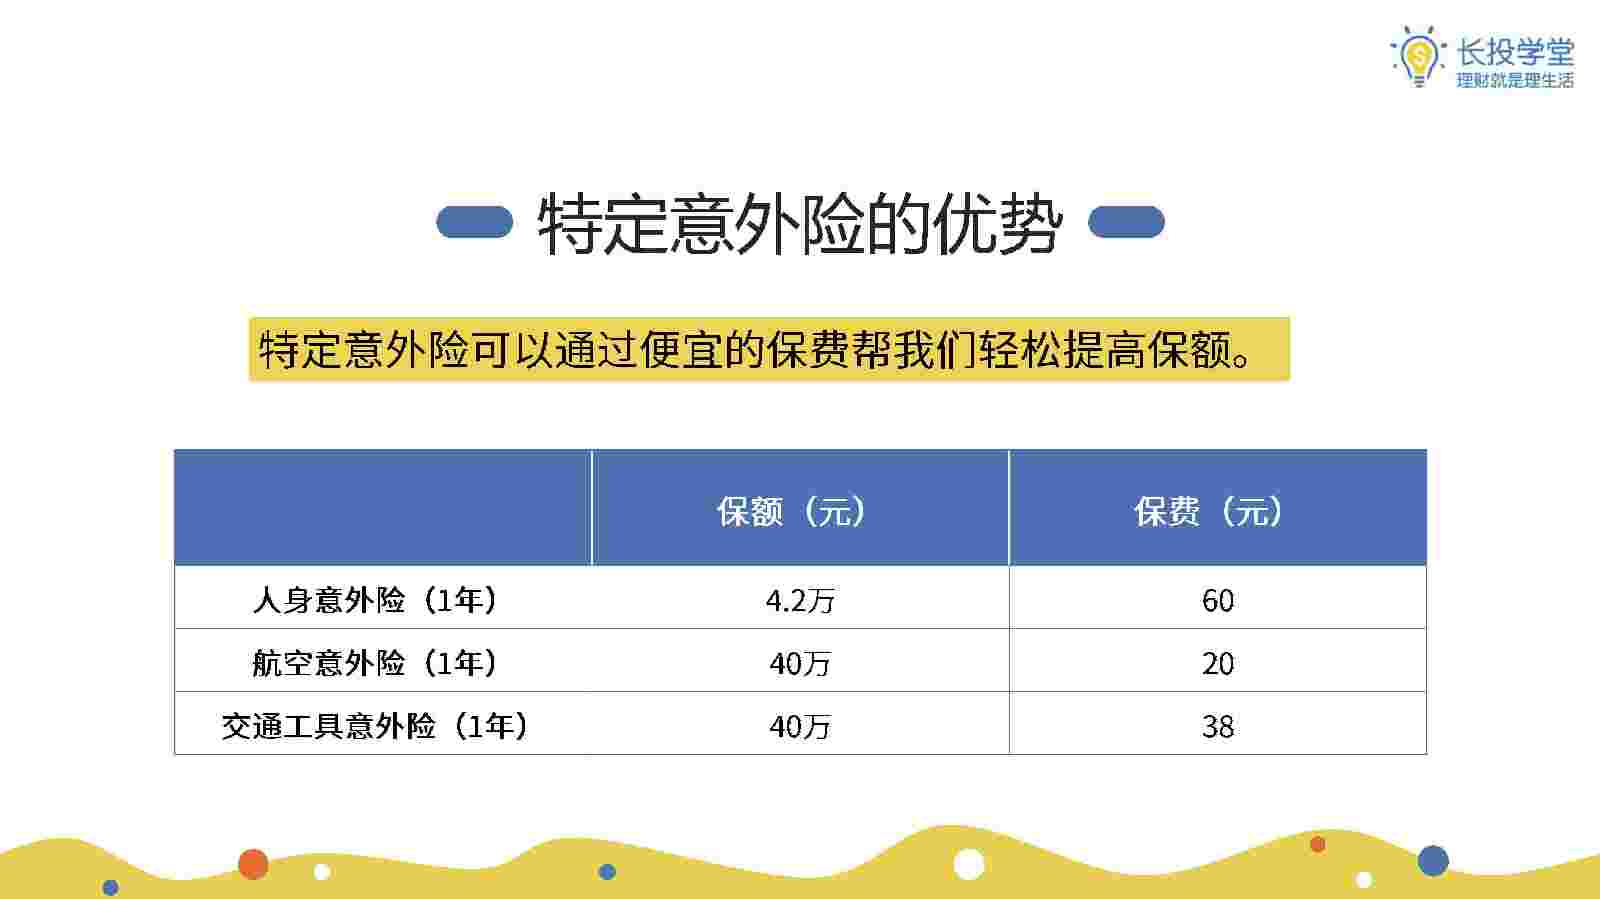 长投学堂
理财就是理生活
特定意外险的优势
特定意外险可以通过便宜的保费帮我们轻松提高保额。
保额（元） 保费（元）
人身意外险（1年） 4.2万 60
航空意外险（1年） 40万 20
交通工具意外险（1年） 40万 38